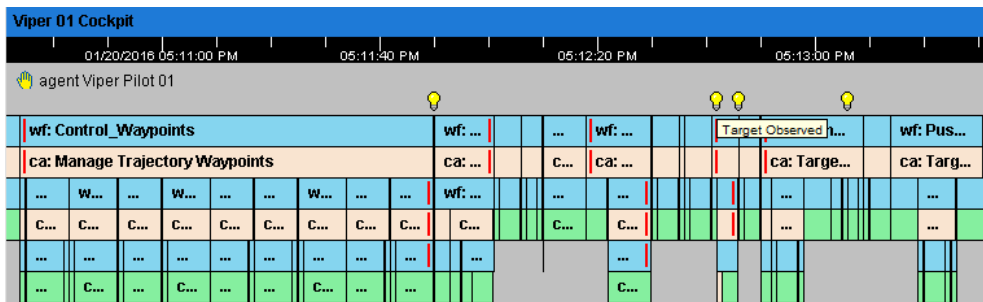 Viper 01 Cockpit
01/20/2016 05:11:00 PM 05:11:40 PM 05:12:20 PM 05:13:00 PM
agent Viper Pilot 01
wf: Control_Waypoints wf: ... ... wf: ... Target Observed ... wf: Pus...
ca: Manage Trajectory Waypoints ca: ... c... ca: ... ca: Targe... ca: Targ...
... w... ... w... ... ... w... ... ... wf: ... ... ... ... ...
c... c... c... c... c... c... c... c... c... c... c... c... ... ...
... ... ... ... ... ... ... ... ... ... ...
... c... ... c... ... ... c... ... ... c...